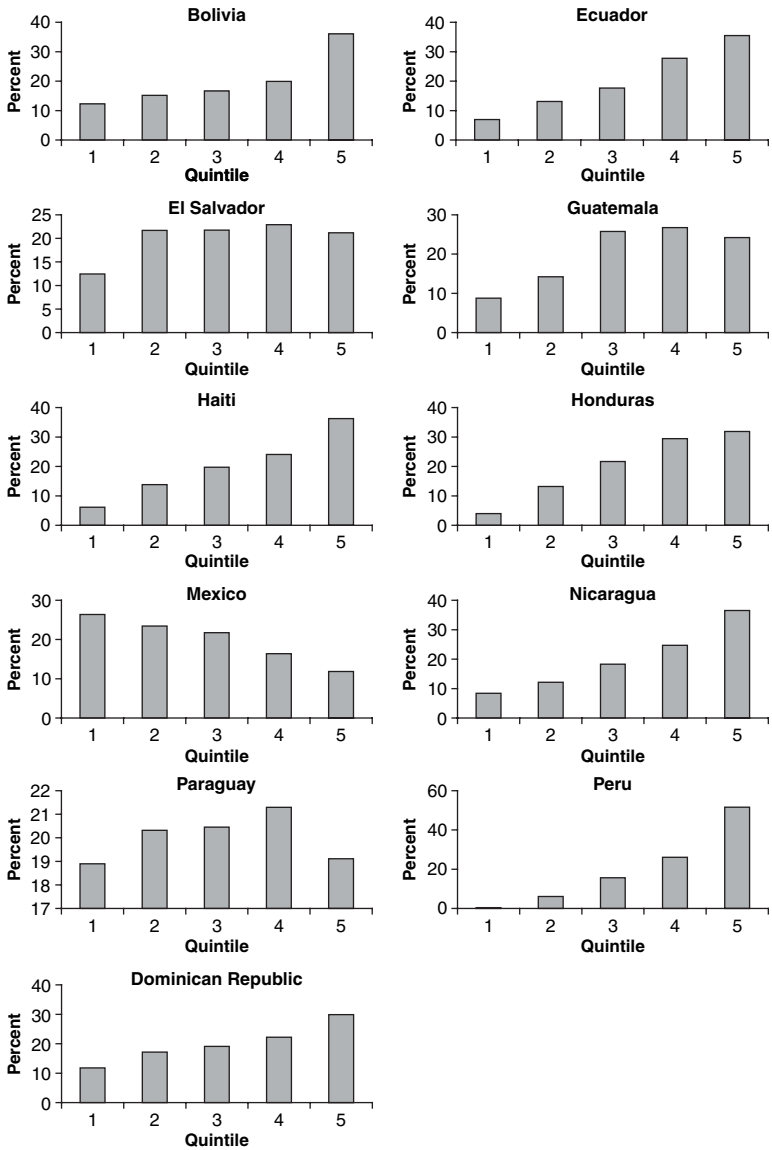 Bolivia
Percent
40
30
20
10
0
1 2 3 4 5
Quintile
Ecuador
Percent
40
30
20
10
0
1 2 3 4 5
Quintile
El Salvador
Percent
25
20
15
10
5
0
1 2 3 4 5
Quintile
Guatemala
Percent
30
20
10
0
1 2 3 4 5
Quintile
Haiti
Percent
40
30
20
10
0
1 2 3 4 5
Quintile
Honduras
Percent
40
30
20
10
0
1 2 3 4 5
Quintile
Mexico
Percent
30
20
10
0
1 2 3 4 5
Quintile
Nicaragua
Percent
40
30
20
10
0
1 2 3 4 5
Quintile
Paraguay
Percent
22
21
20
19
18
17
1 2 3 4 5
Quintile
Peru
Percent
60
40
20
0
1 2 3 4 5
Quintile
Dominican Republic
Percent
40
30
20
10
0
1 2 3 4 5
Quintile